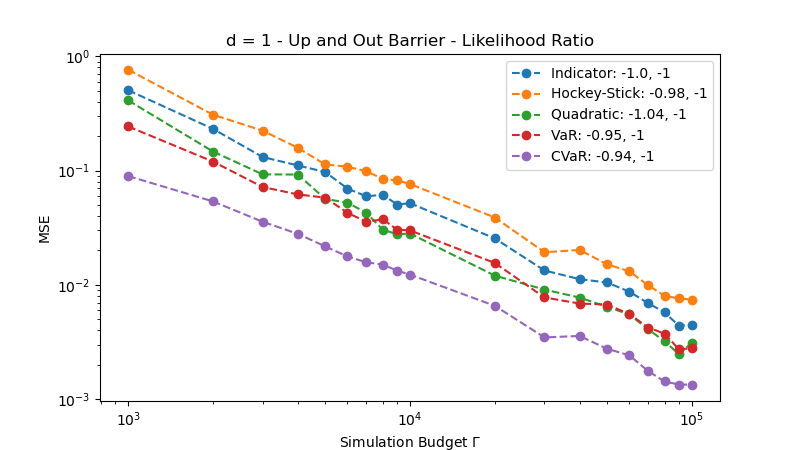 d = 1 - Up and Out Barrier - Likelihood Ratio
10⁰
10⁻¹
10⁻²
10⁻³
MSE
Indicator: -1.0, -1
Hockey-Stick: -0.98, -1
Quadratic: -1.04, -1
VaR: -0.95, -1
CVaR: -0.94, -1
10³
10⁴
10⁵
Simulation Budget Γ